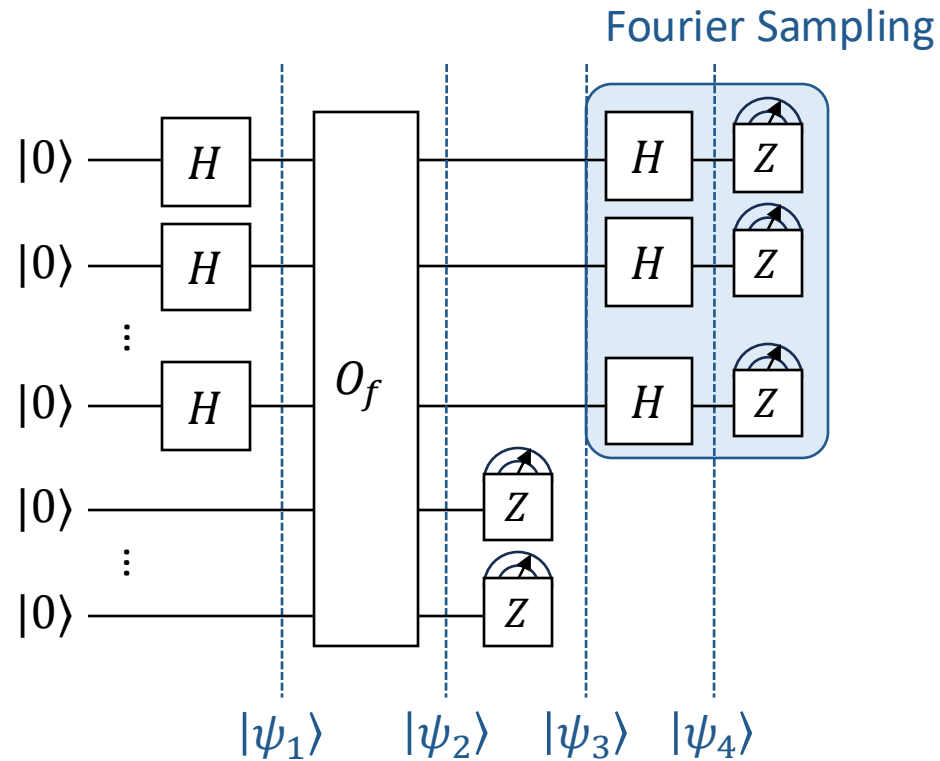 Fourier Sampling
|0⟩ H H Z
|0⟩ H H Z
⋮
|0⟩ H O_f H Z
|0⟩ Z
⋮
|0⟩ Z
|ψ₁⟩ |ψ₂⟩ |ψ₃⟩ |ψ₄⟩